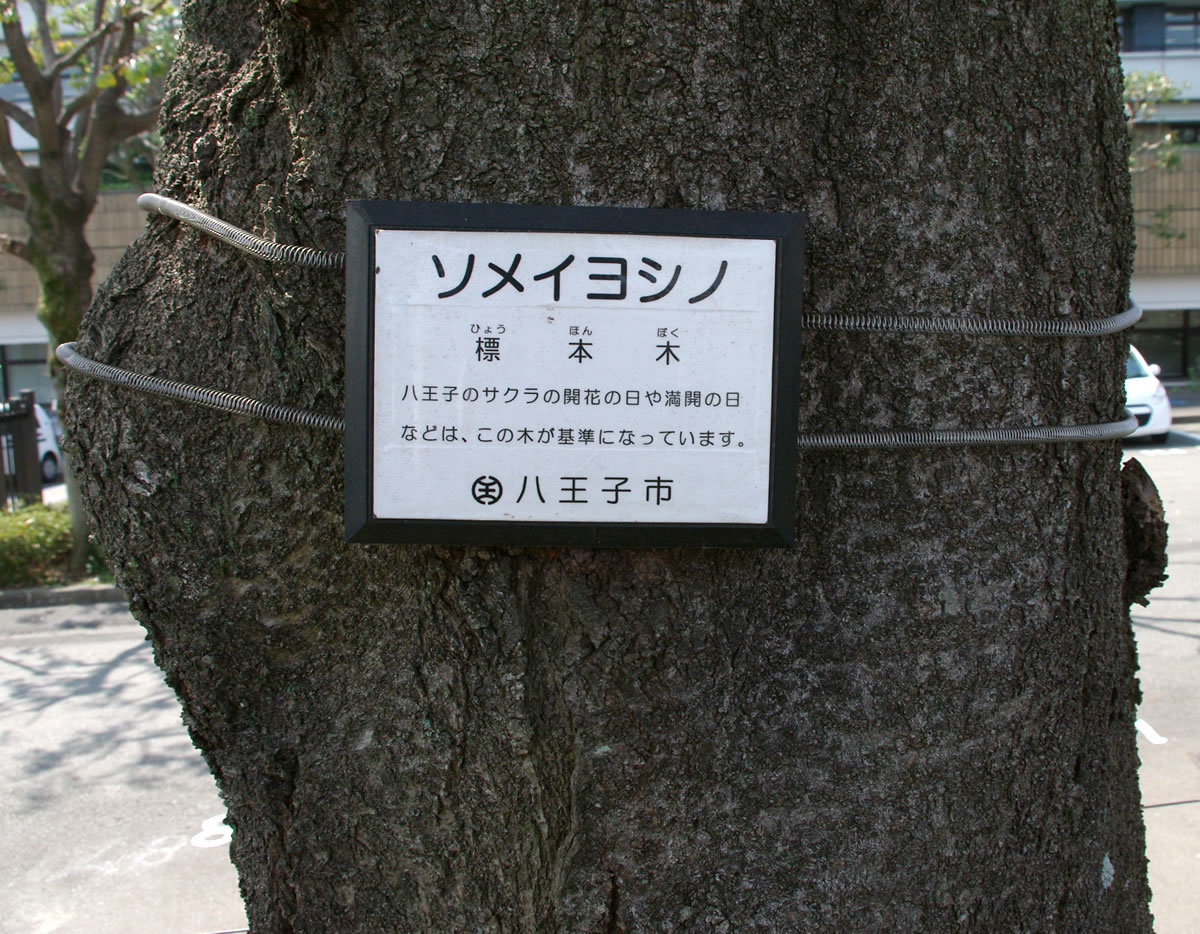 ソメイヨシノ
ひょう ほん ぼく
標 本 木
八王子のサクラの開花の日や満開の日
などは、この木が基準になっています。
八王子市
88